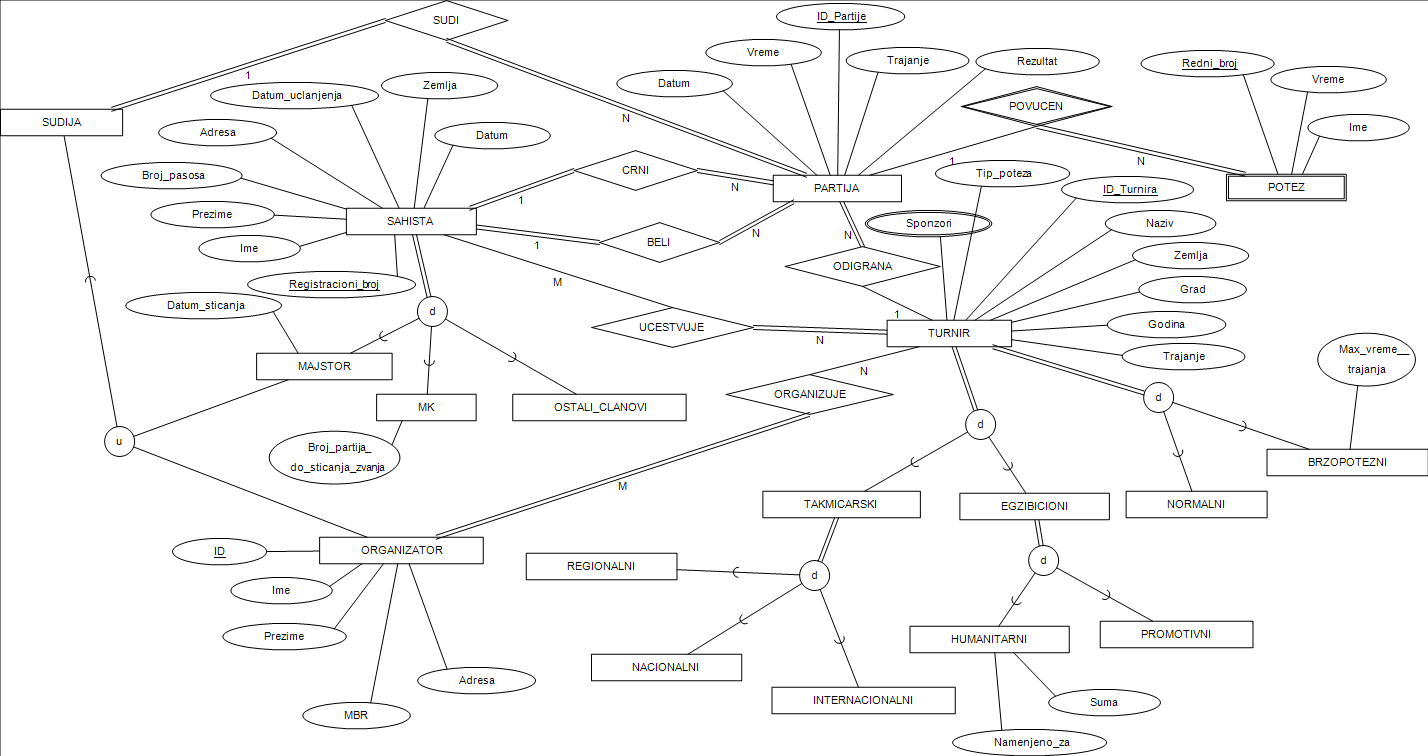 SUDI
ID_Partije
Vreme
Trajanje
Rezultat
Redni_broj
Vreme
Ime
Datum
1
Datum_uclanjenja
Zemlja
SUDIJA
N
POVUCEN
Adresa
Datum
CRNI
1
N
Broj_pasosa
Tip_poteza
SAHISTA
N
PARTIJA
ID_Turnira
POTEZ
1
Prezime
Sponzori
Naziv
Ime
1
BELI
N
N
Zemlja
ODIGRANA
Registracioni_broj
M
Grad
Datum_sticanja
d
UCESTVUJE
1
TURNIR
Godina
N
Trajanje
Max_vreme__
trajanja
MAJSTOR
N
ORGANIZUJE
MK
OSTALI_CLANOVI
d
d
u
Broj_partija_
do_sticanja_zvanja
BRZOPOTEZNI
M
TAKMICARSKI
EGZIBICIONI
NORMALNI
ID
ORGANIZATOR
REGIONALNI
d
d
Ime
Prezime
HUMANITARNI
PROMOTIVNI
NACIONALNI
Adresa
INTERNACIONALNI
Suma
MBR
Namenjeno_za